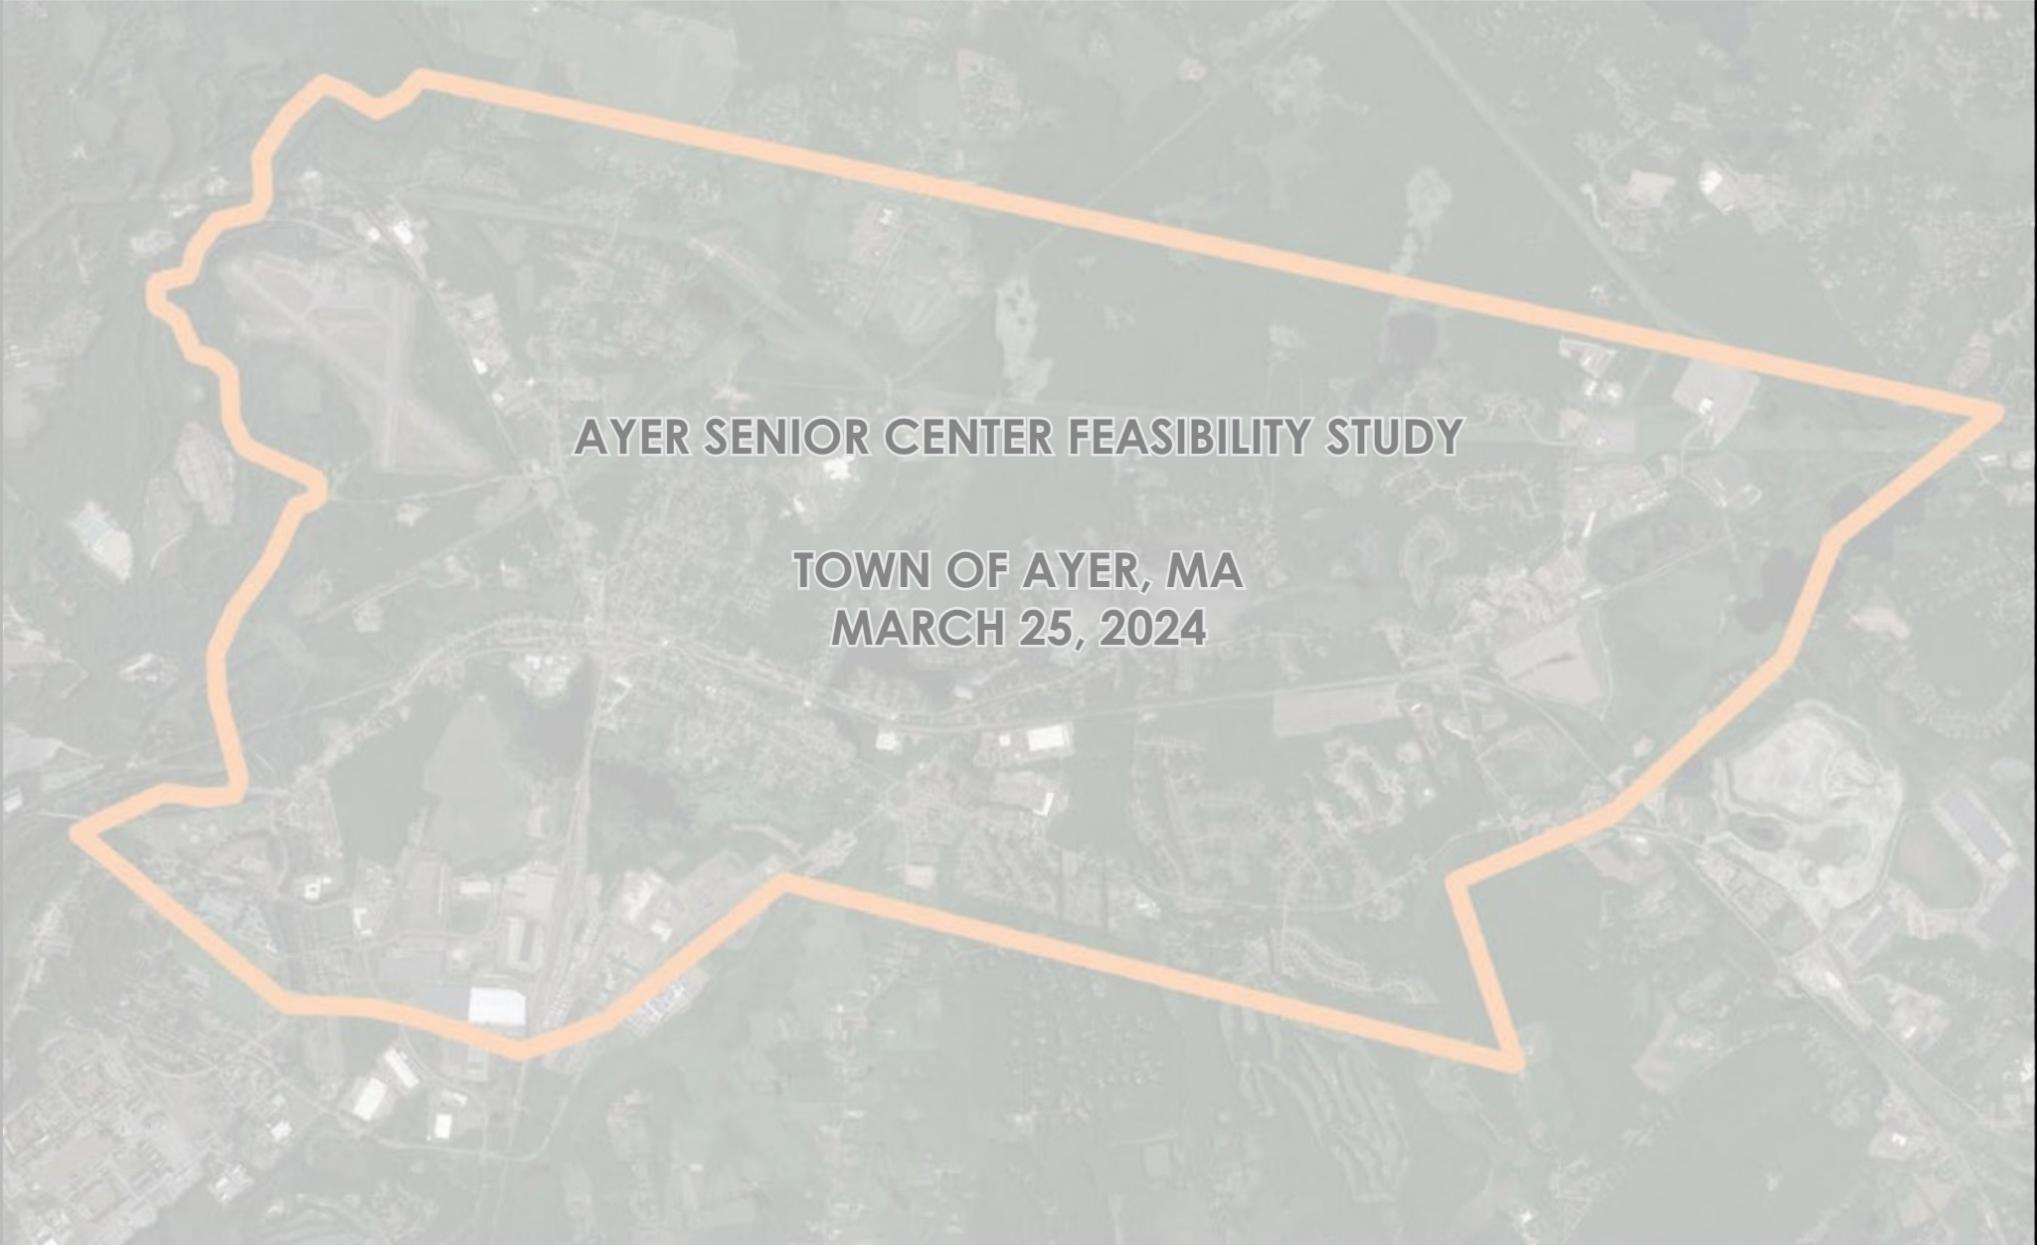 AYER SENIOR CENTER FEASIBILITY STUDY
TOWN OF AYER, MA
MARCH 25, 2024